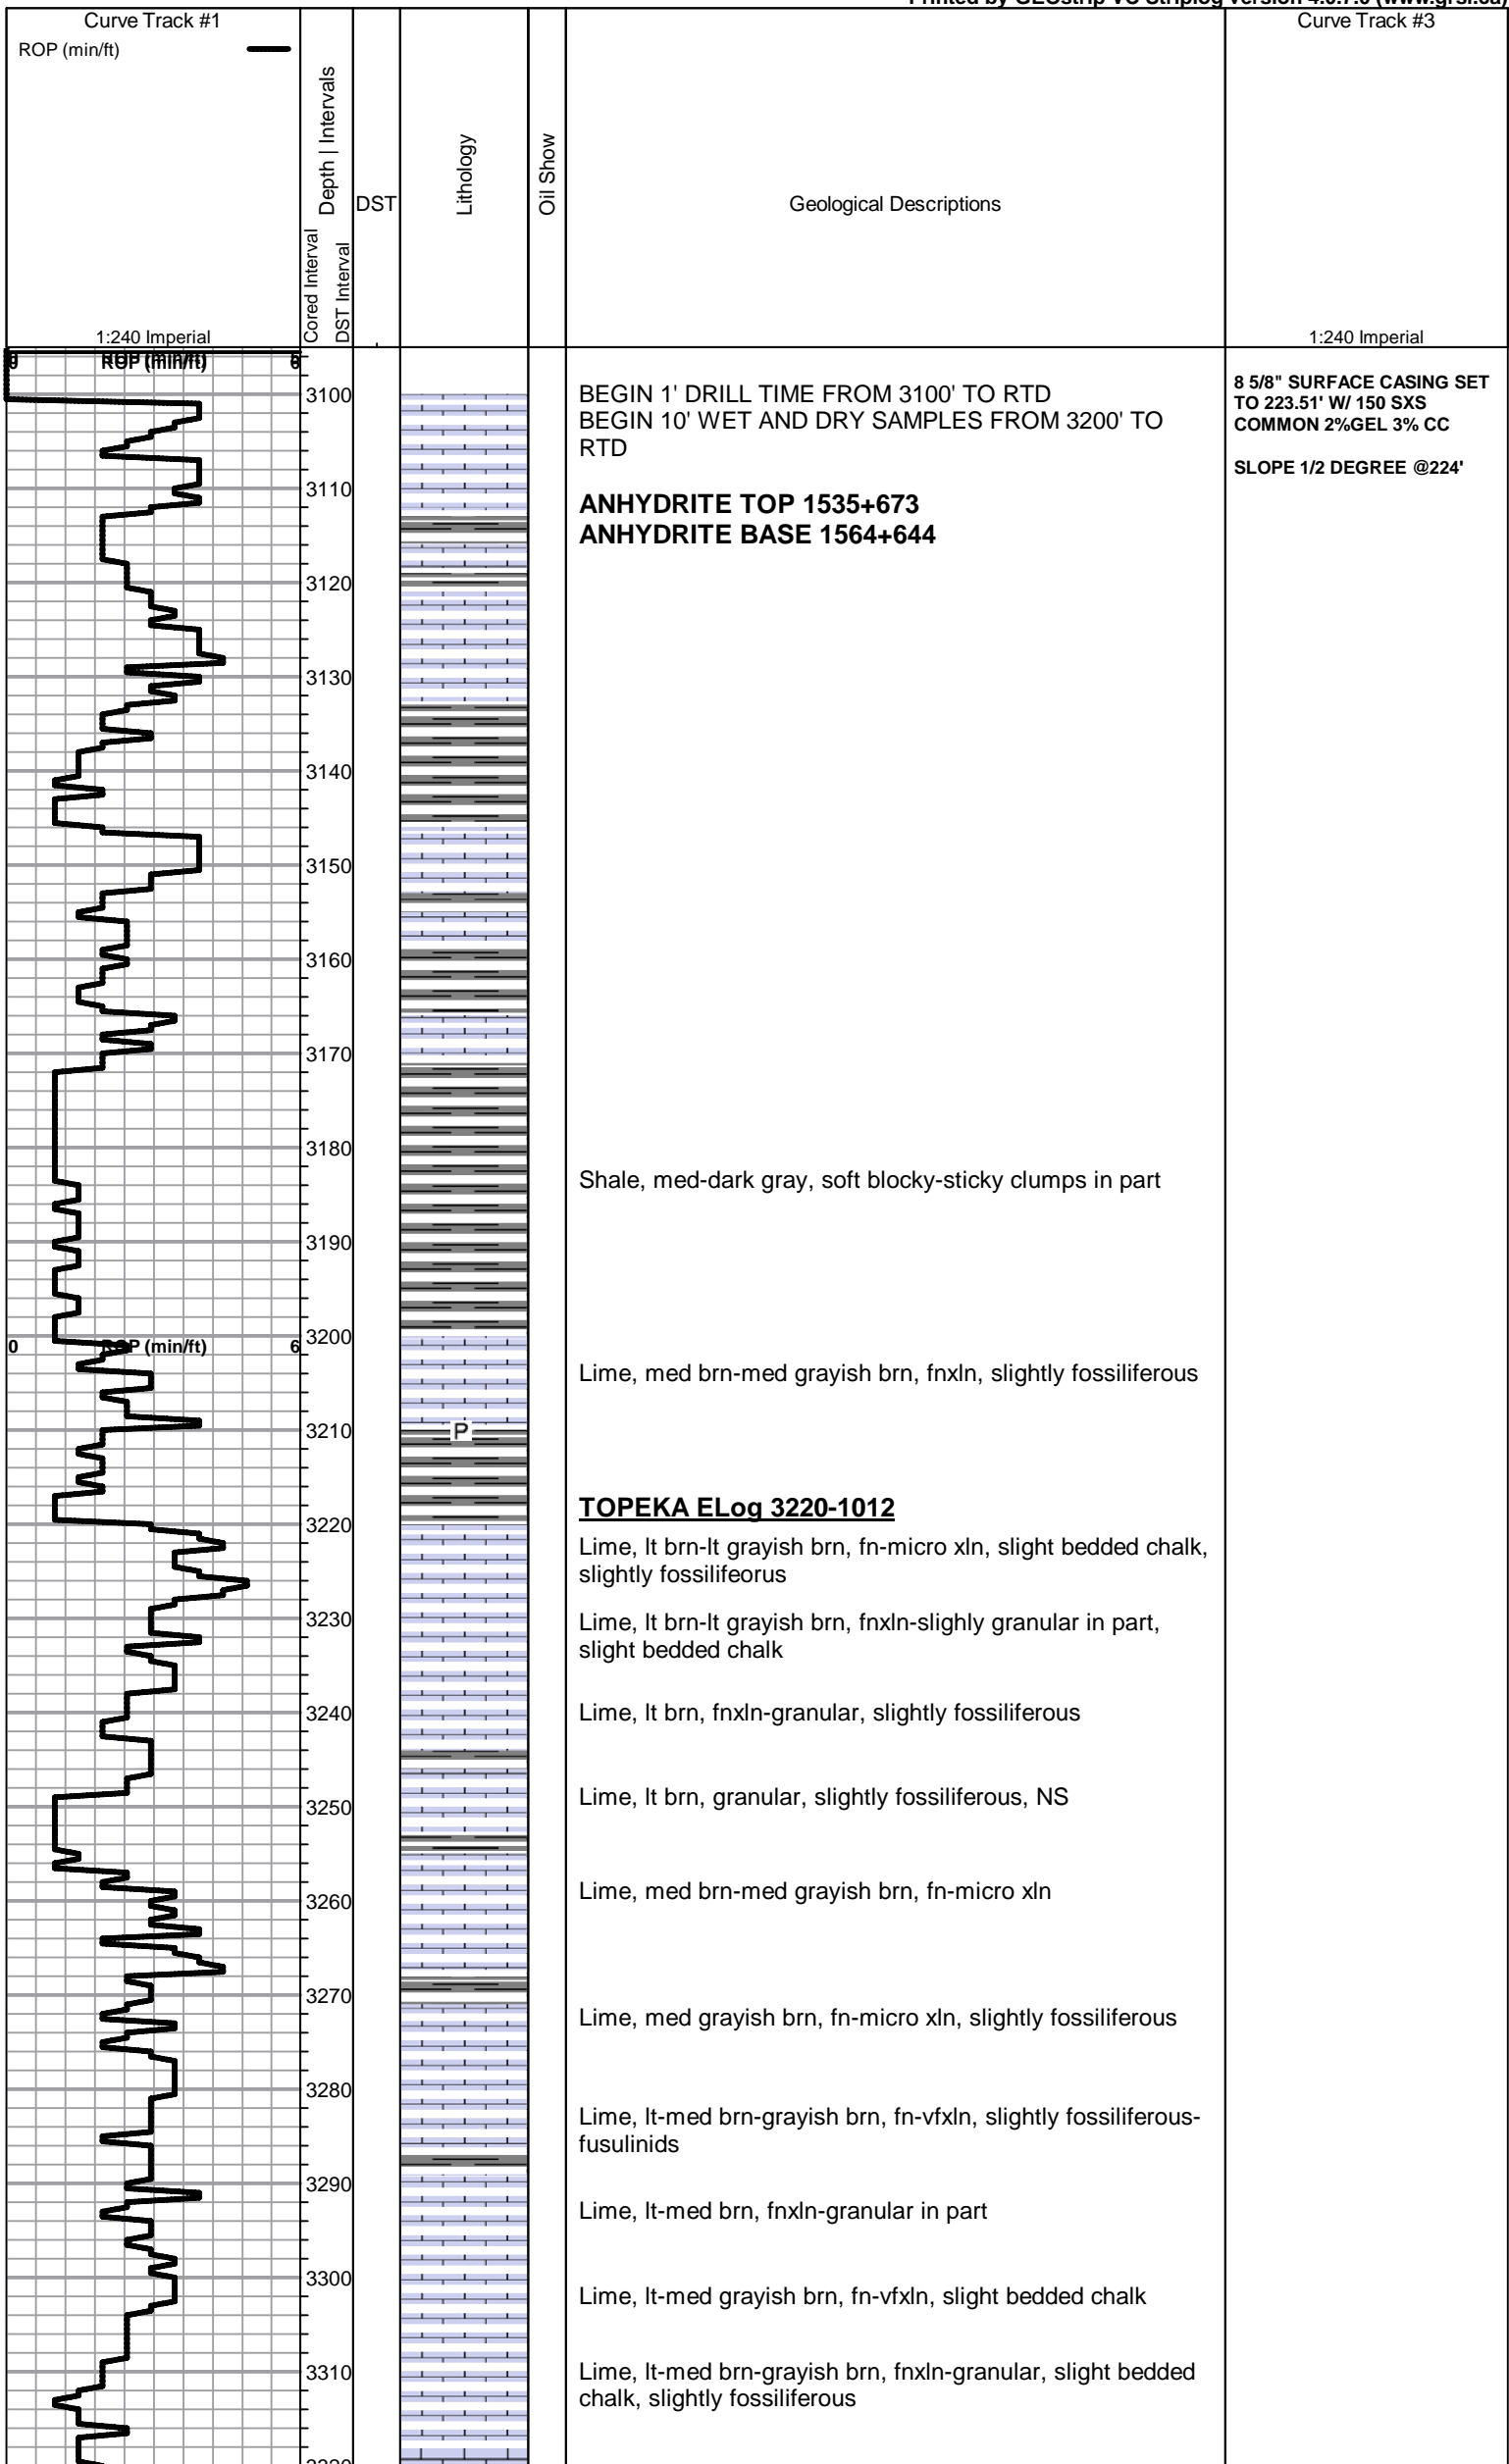 Curve Track #1
ROP (min/ft)
1:240 Imperial
Cored Interval
Depth | Intervals
DST Interval
DST
Lithology
Oil Show
Geological Descriptions
Curve Track #3
1:240 Imperial
ROP (min/ft)
3100
BEGIN 1' DRILL TIME FROM 3100' TO RTD
BEGIN 10' WET AND DRY SAMPLES FROM 3200' TO
RTD
8 5/8" SURFACE CASING SET
TO 223.51' W/ 150 SXS
COMMON 2%GEL 3% CC
SLOPE 1/2 DEGREE @224'
3110
ANHYDRITE TOP 1535+673
ANHYDRITE BASE 1564+644
3120
3130
3140
3150
3160
3170
3180
Shale, med-dark gray, soft blocky-sticky clumps in part
3190
3200
0 ROP (min/ft) 6
Lime, med brn-med grayish brn, fnxln, slightly fossiliferous
3210
P
TOPEKA ELog 3220-1012
3220
Lime, lt brn-lt grayish brn, fn-micro xln, slight bedded chalk,
slightly fossilifeorus
3230
Lime, lt brn-lt grayish brn, fnxln-slighly granular in part,
slight bedded chalk
3240
Lime, lt brn, fnxln-granular, slightly fossiliferous
3250
Lime, lt brn, granular, slightly fossiliferous, NS
3260
Lime, med brn-med grayish brn, fn-micro xln
3270
Lime, med grayish brn, fn-micro xln, slightly fossiliferous
3280
Lime, lt-med brn-grayish brn, fn-vfxln, slightly fossiliferous-
fusulinids
3290
Lime, lt-med brn, fnxln-granular in part
3300
Lime, lt-med grayish brn, fn-vfxln, slight bedded chalk
3310
Lime, lt-med brn-grayish brn, fnxln-granular, slight bedded
chalk, slightly fossiliferous